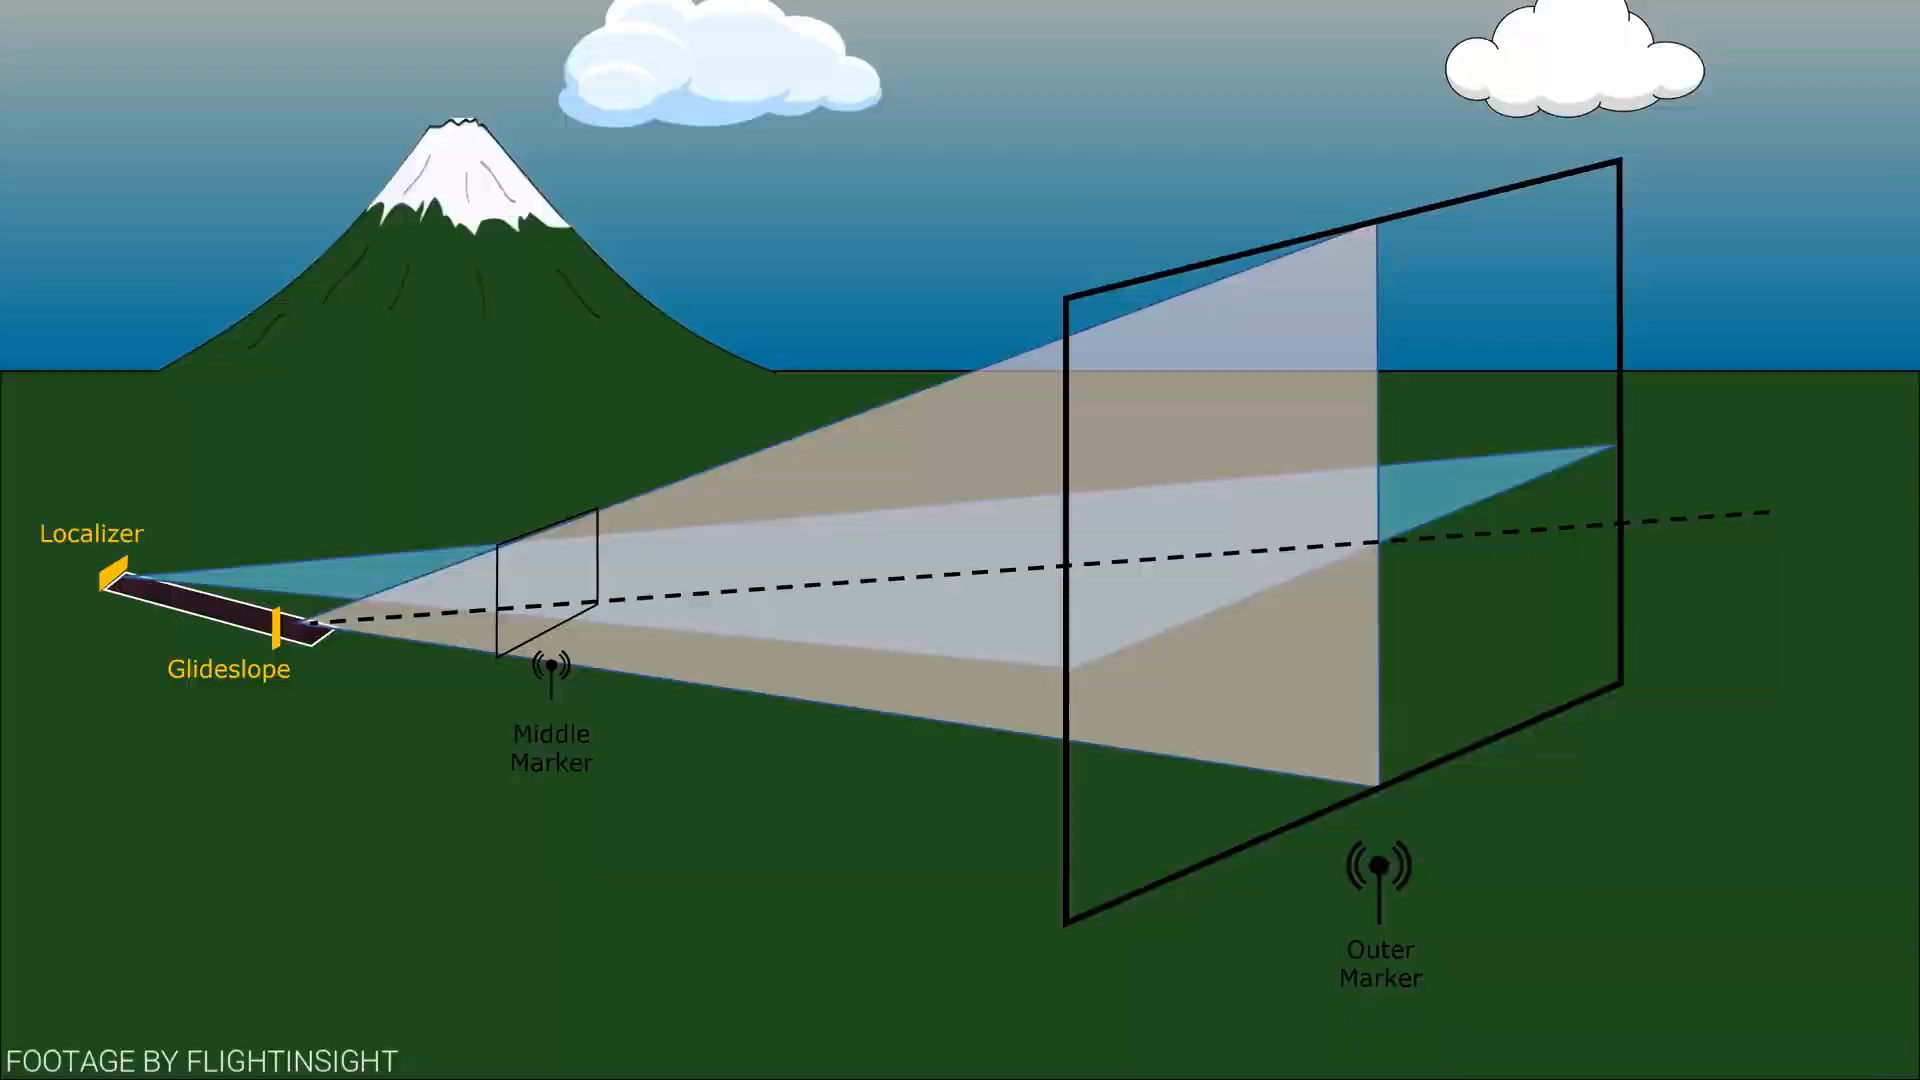 Localizer
Glideslope
Middle
Marker
Outer
Marker
FOOTAGE BY FLIGHTINSIGHT